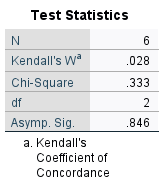 Test Statistics
N 6
Kendall's Wa .028
Chi-Square .333
df 2
Asymp. Sig. .846
a. Kendall's
Coefficient of
Concordance